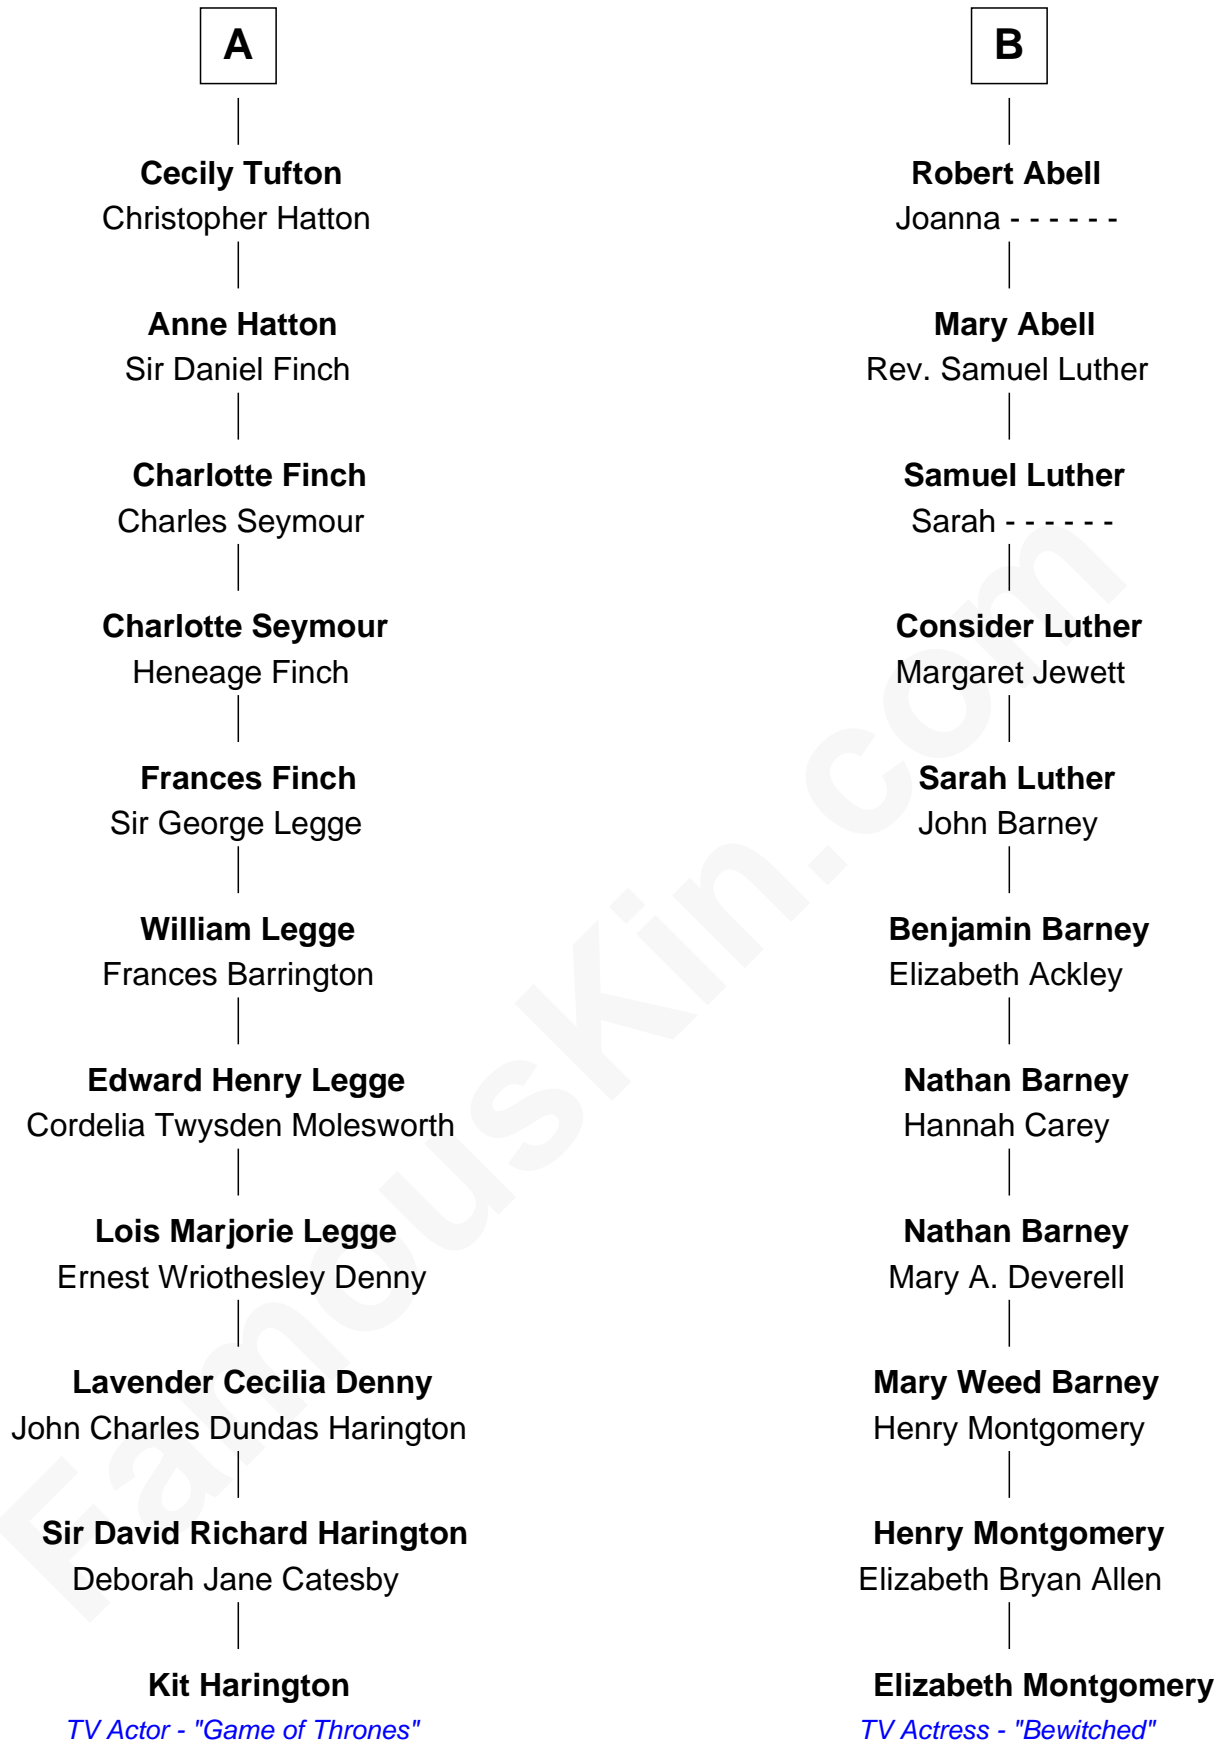 A
Cecily Tufton
Christopher Hatton
Anne Hatton
Sir Daniel Finch
Charlotte Finch
Charles Seymour
Charlotte Seymour
Heneage Finch
Frances Finch
Sir George Legge
William Legge
Frances Barrington
Edward Henry Legge
Cordelia Twysden Molesworth
Lois Marjorie Legge
Ernest Wriothesley Denny
Lavender Cecilia Denny
John Charles Dundas Harington
Sir David Richard Harington
Deborah Jane Catesby
Kit Harington
TV Actor - "Game of Thrones"
B
Robert Abell
Joanna - - - - - -
Mary Abell
Rev. Samuel Luther
Samuel Luther
Sarah - - - - - -
Consider Luther
Margaret Jewett
Sarah Luther
John Barney
Benjamin Barney
Elizabeth Ackley
Nathan Barney
Hannah Carey
Nathan Barney
Mary A. Deverell
Mary Weed Barney
Henry Montgomery
Henry Montgomery
Elizabeth Bryan Allen
Elizabeth Montgomery
TV Actress - "Bewitched"
FamousKin.com